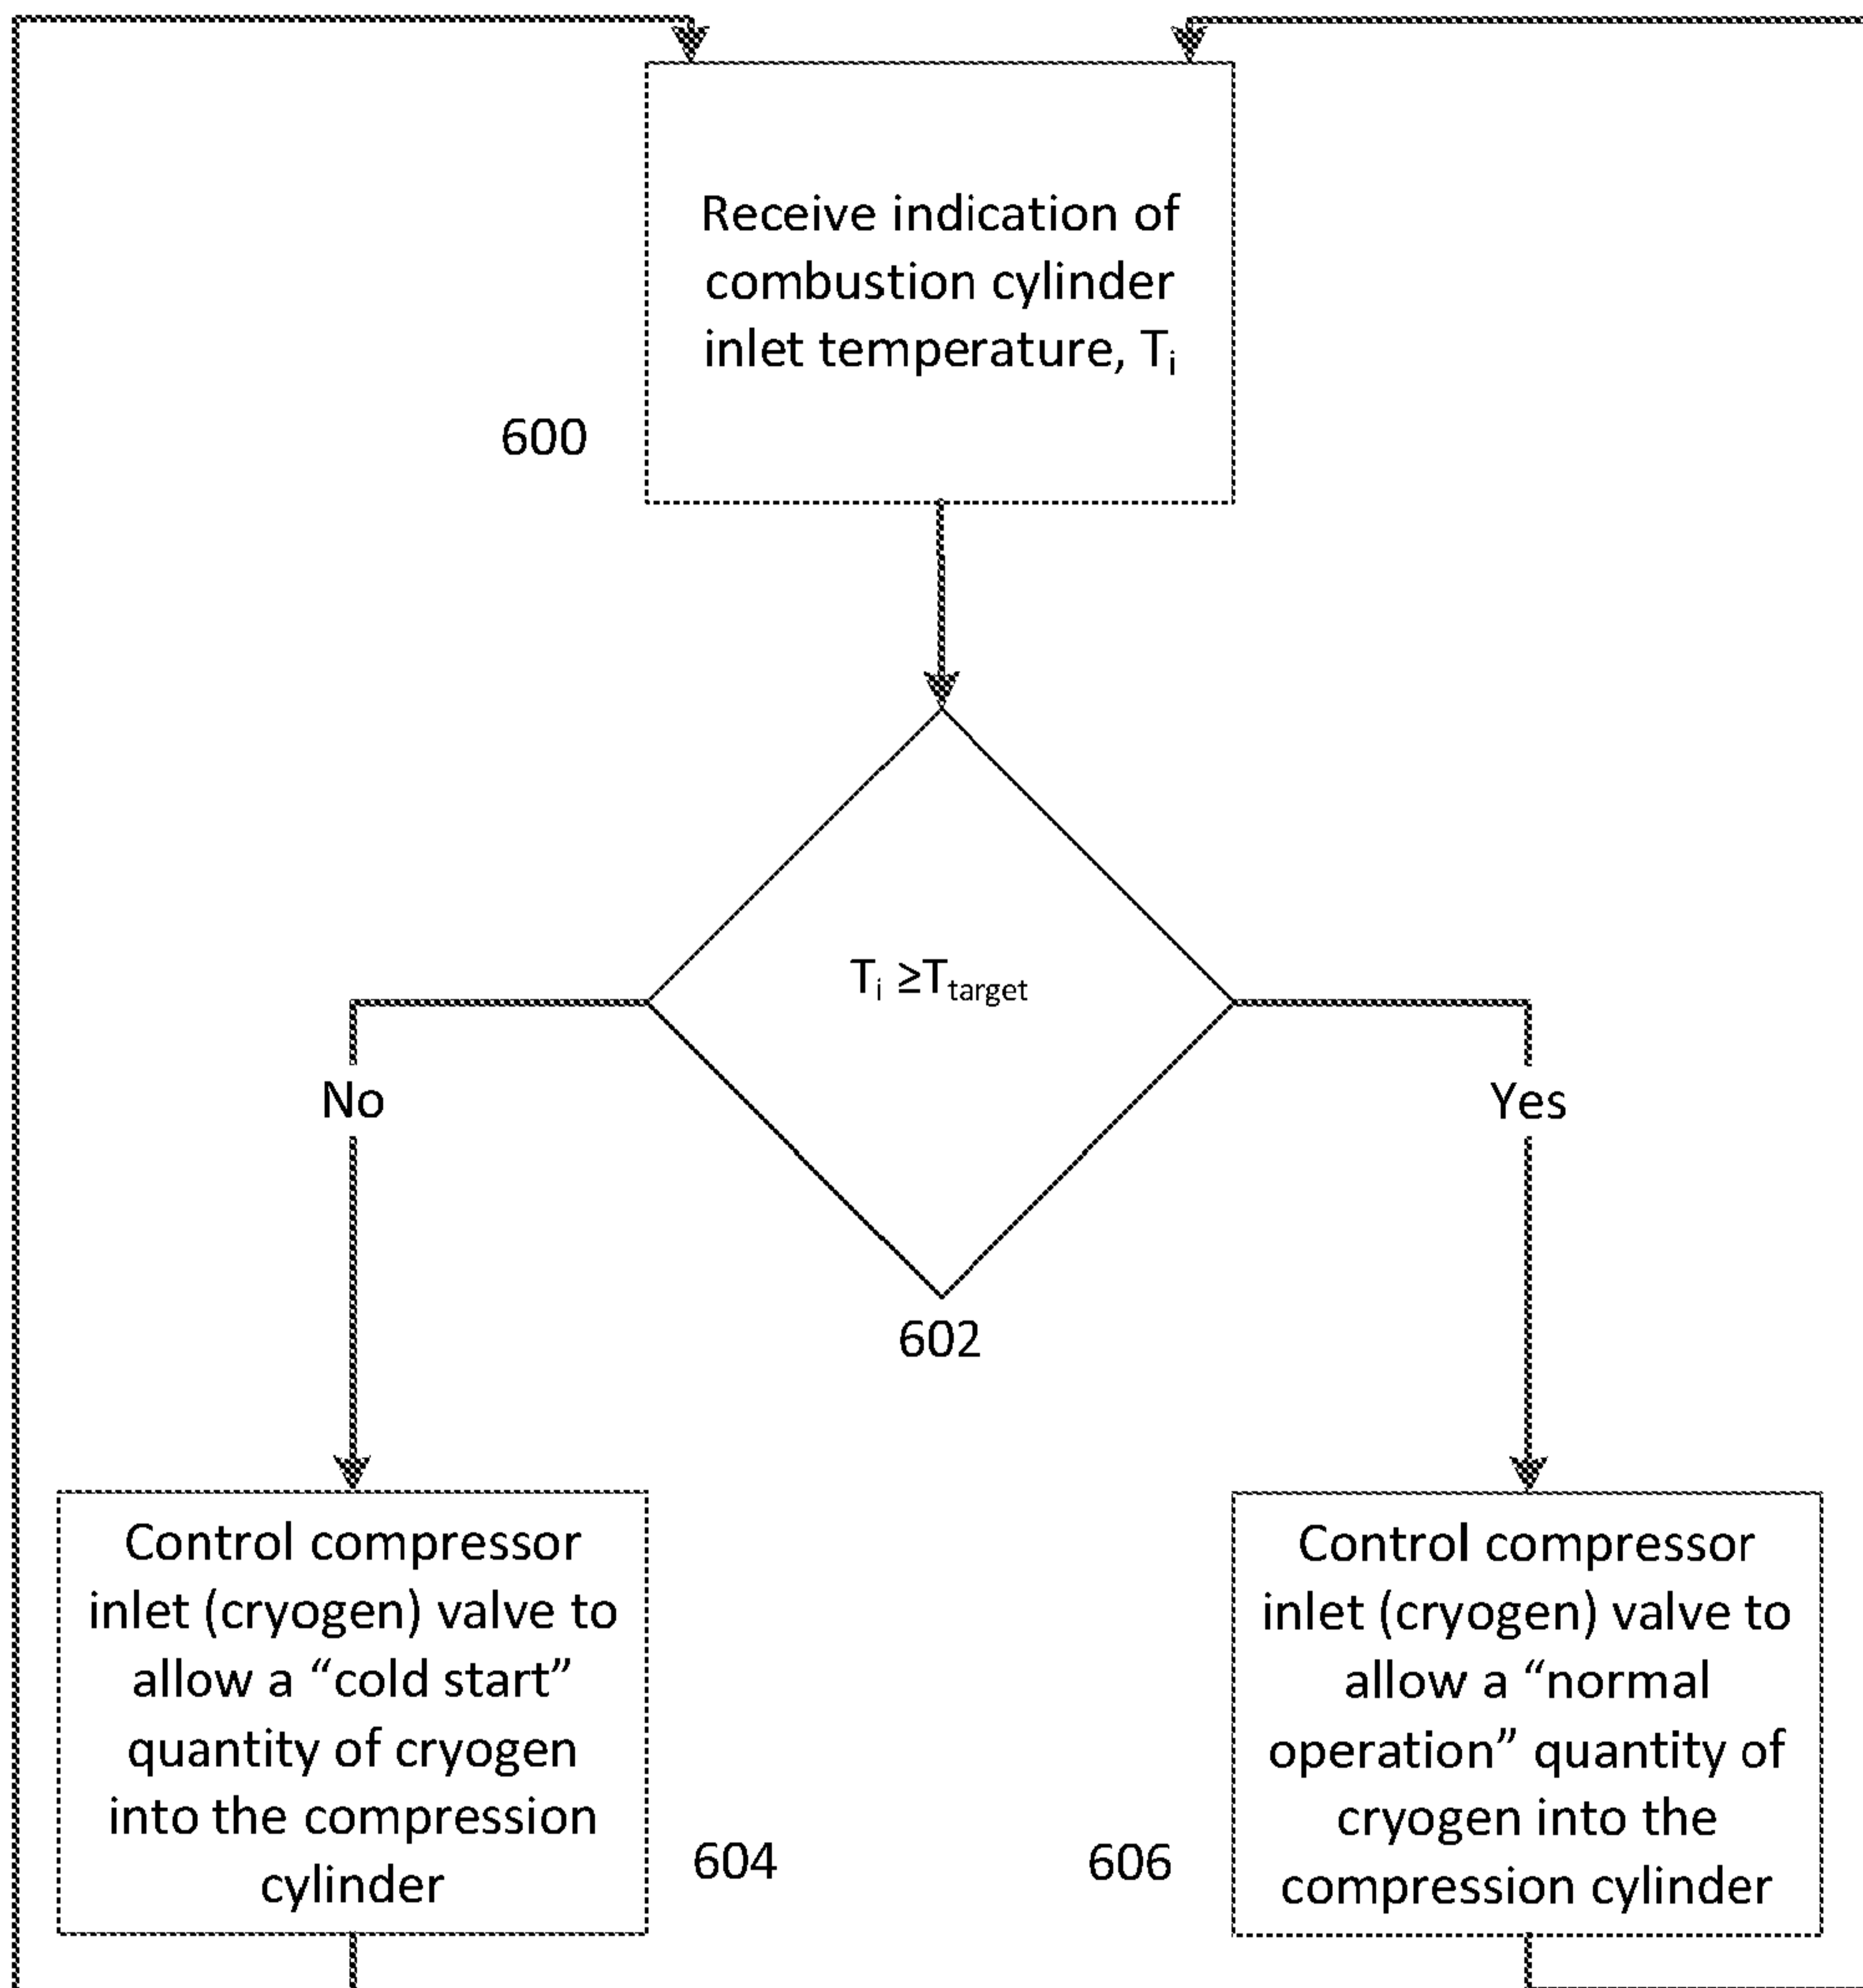 Receive indication of
combustion cylinder
inlet temperature, Tᵢ
600
Tᵢ ≥T_target
No
Yes
602
Control compressor
inlet (cryogen) valve to
allow a “cold start”
quantity of cryogen
into the compression
cylinder
604
Control compressor
inlet (cryogen) valve to
allow a “normal
operation” quantity of
cryogen into the
compression cylinder
606